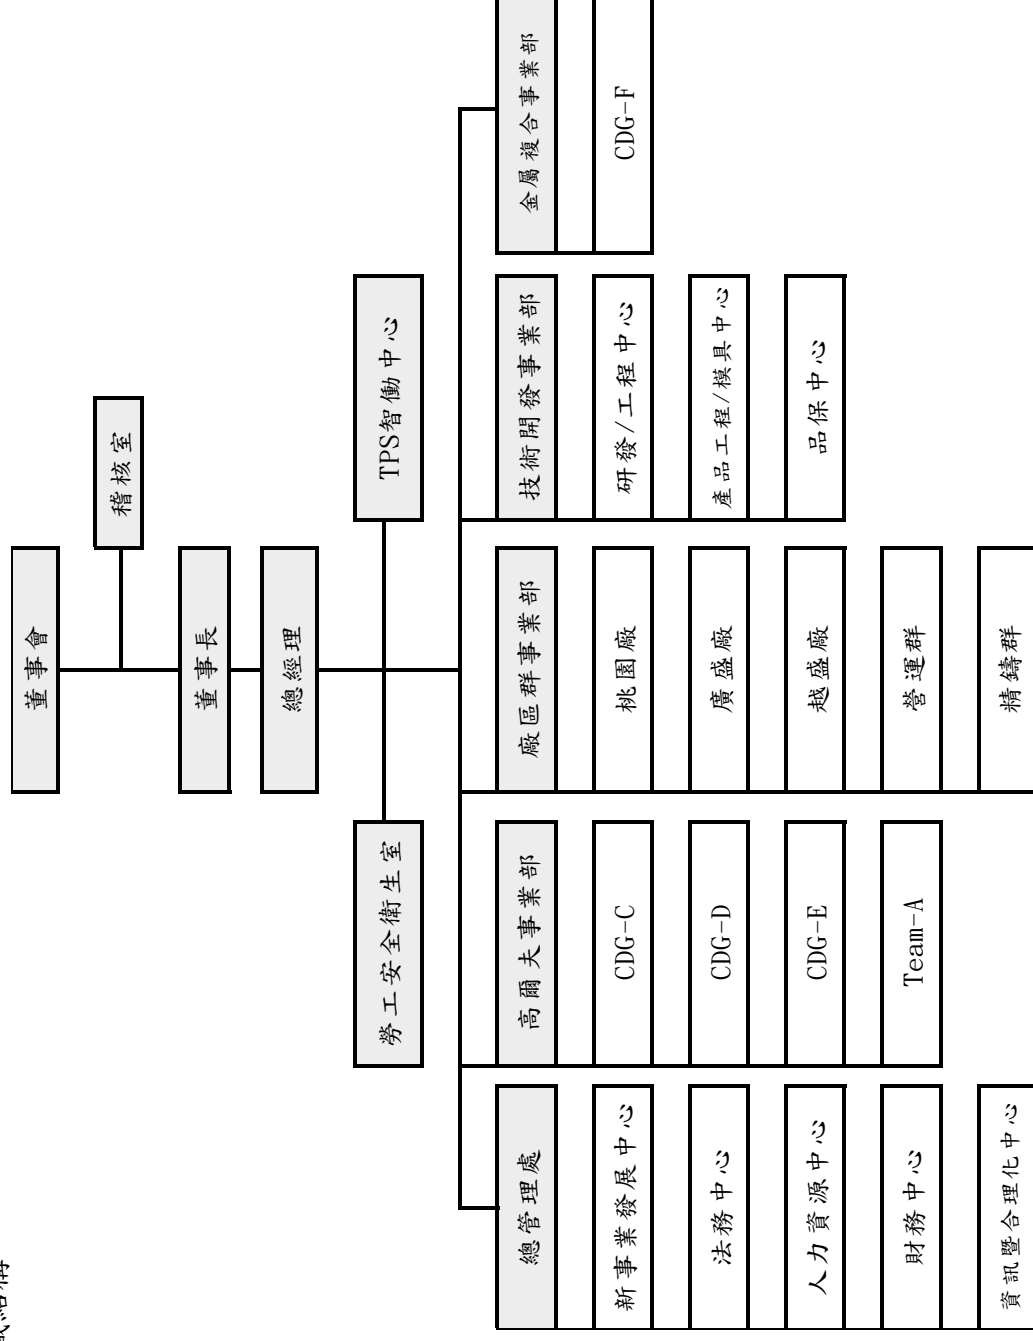 織結構
董事會
稽核室
董事長
總經理
勞工安全衛生室
TPS智働中心
總管理處
新事業發展中心
法務中心
人力資源中心
財務中心
資訊暨合理化中心
高爾夫事業部
CDG-C
CDG-D
CDG-E
Team-A
廠區群事業部
桃園廠
廣盛廠
越盛廠
營運群
精鑄群
技術開發事業部
研發/工程中心
產品工程/模具中心
品保中心
金屬複合事業部
CDG-F